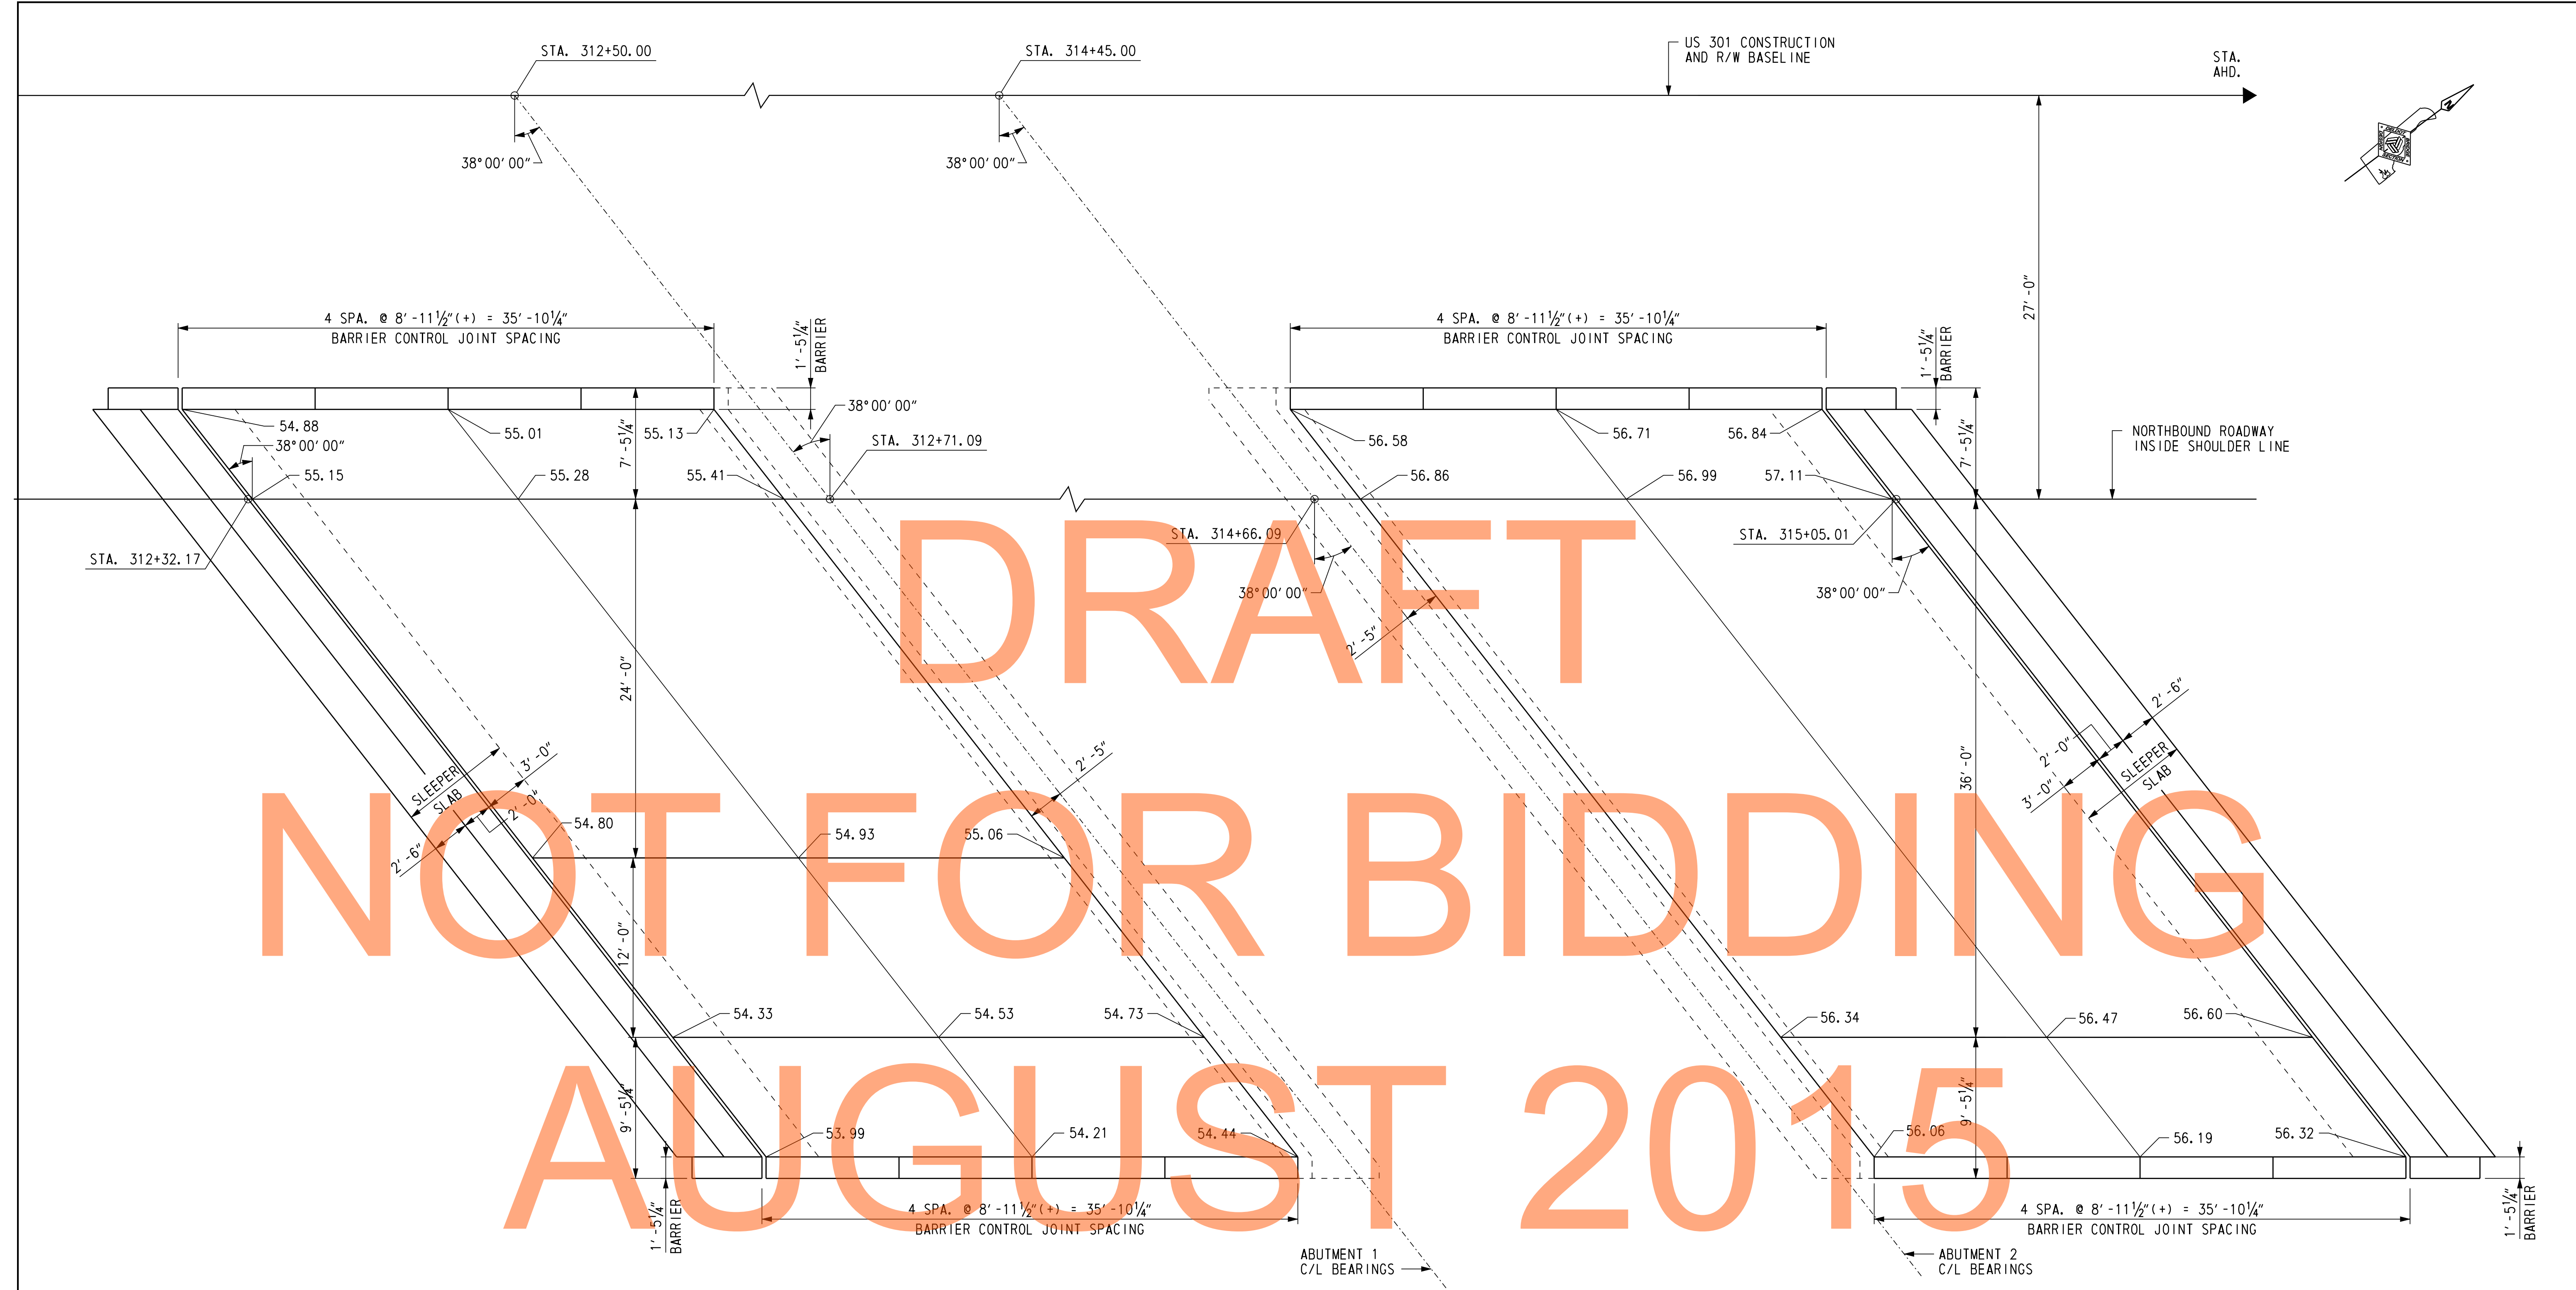 STA. 312+50.00
STA. 314+45.00
US 301 CONSTRUCTION
AND R/W BASELINE
STA.
AHD.
N
38°00'00"
38°00'00"
27'-0"
4 SPA. @ 8'-11½"(+) = 35'-10¼"
BARRIER CONTROL JOINT SPACING
1'-5¼"
BARRIER
4 SPA. @ 8'-11½"(+) = 35'-10¼"
BARRIER CONTROL JOINT SPACING
1'-5¼"
BARRIER
54.88
38°00'00"
55.01
7'-5¼"
55.13
38°00'00"
STA. 312+71.09
56.58
56.71
56.84
7'-5¼"
NORTHBOUND ROADWAY
INSIDE SHOULDER LINE
55.15
55.28
55.41
56.86
56.99
57.11
STA. 312+32.17
STA. 314+66.09
STA. 315+05.01
38°00'00"
38°00'00"
2'-5"
DRAFT
24'-0"
2'-5"
36'-0"
SLEEPER
SLAB
3'-0"
2'-0"
2'-6"
2'-6"
2'-0"
SLEEPER
SLAB
3'-0"
54.80
54.93
55.06
NOT FOR BIDDING
12'-0"
54.33
54.53
54.73
56.34
56.47
56.60
9'-5¼"
9'-5¼"
53.99
54.21
54.44
56.06
56.19
56.32
AUGUST 2015
1'-5¼"
BARRIER
4 SPA. @ 8'-11½"(+) = 35'-10¼"
BARRIER CONTROL JOINT SPACING
4 SPA. @ 8'-11½"(+) = 35'-10¼"
BARRIER CONTROL JOINT SPACING
1'-5¼"
BARRIER
ABUTMENT 1
C/L BEARINGS
ABUTMENT 2
C/L BEARINGS